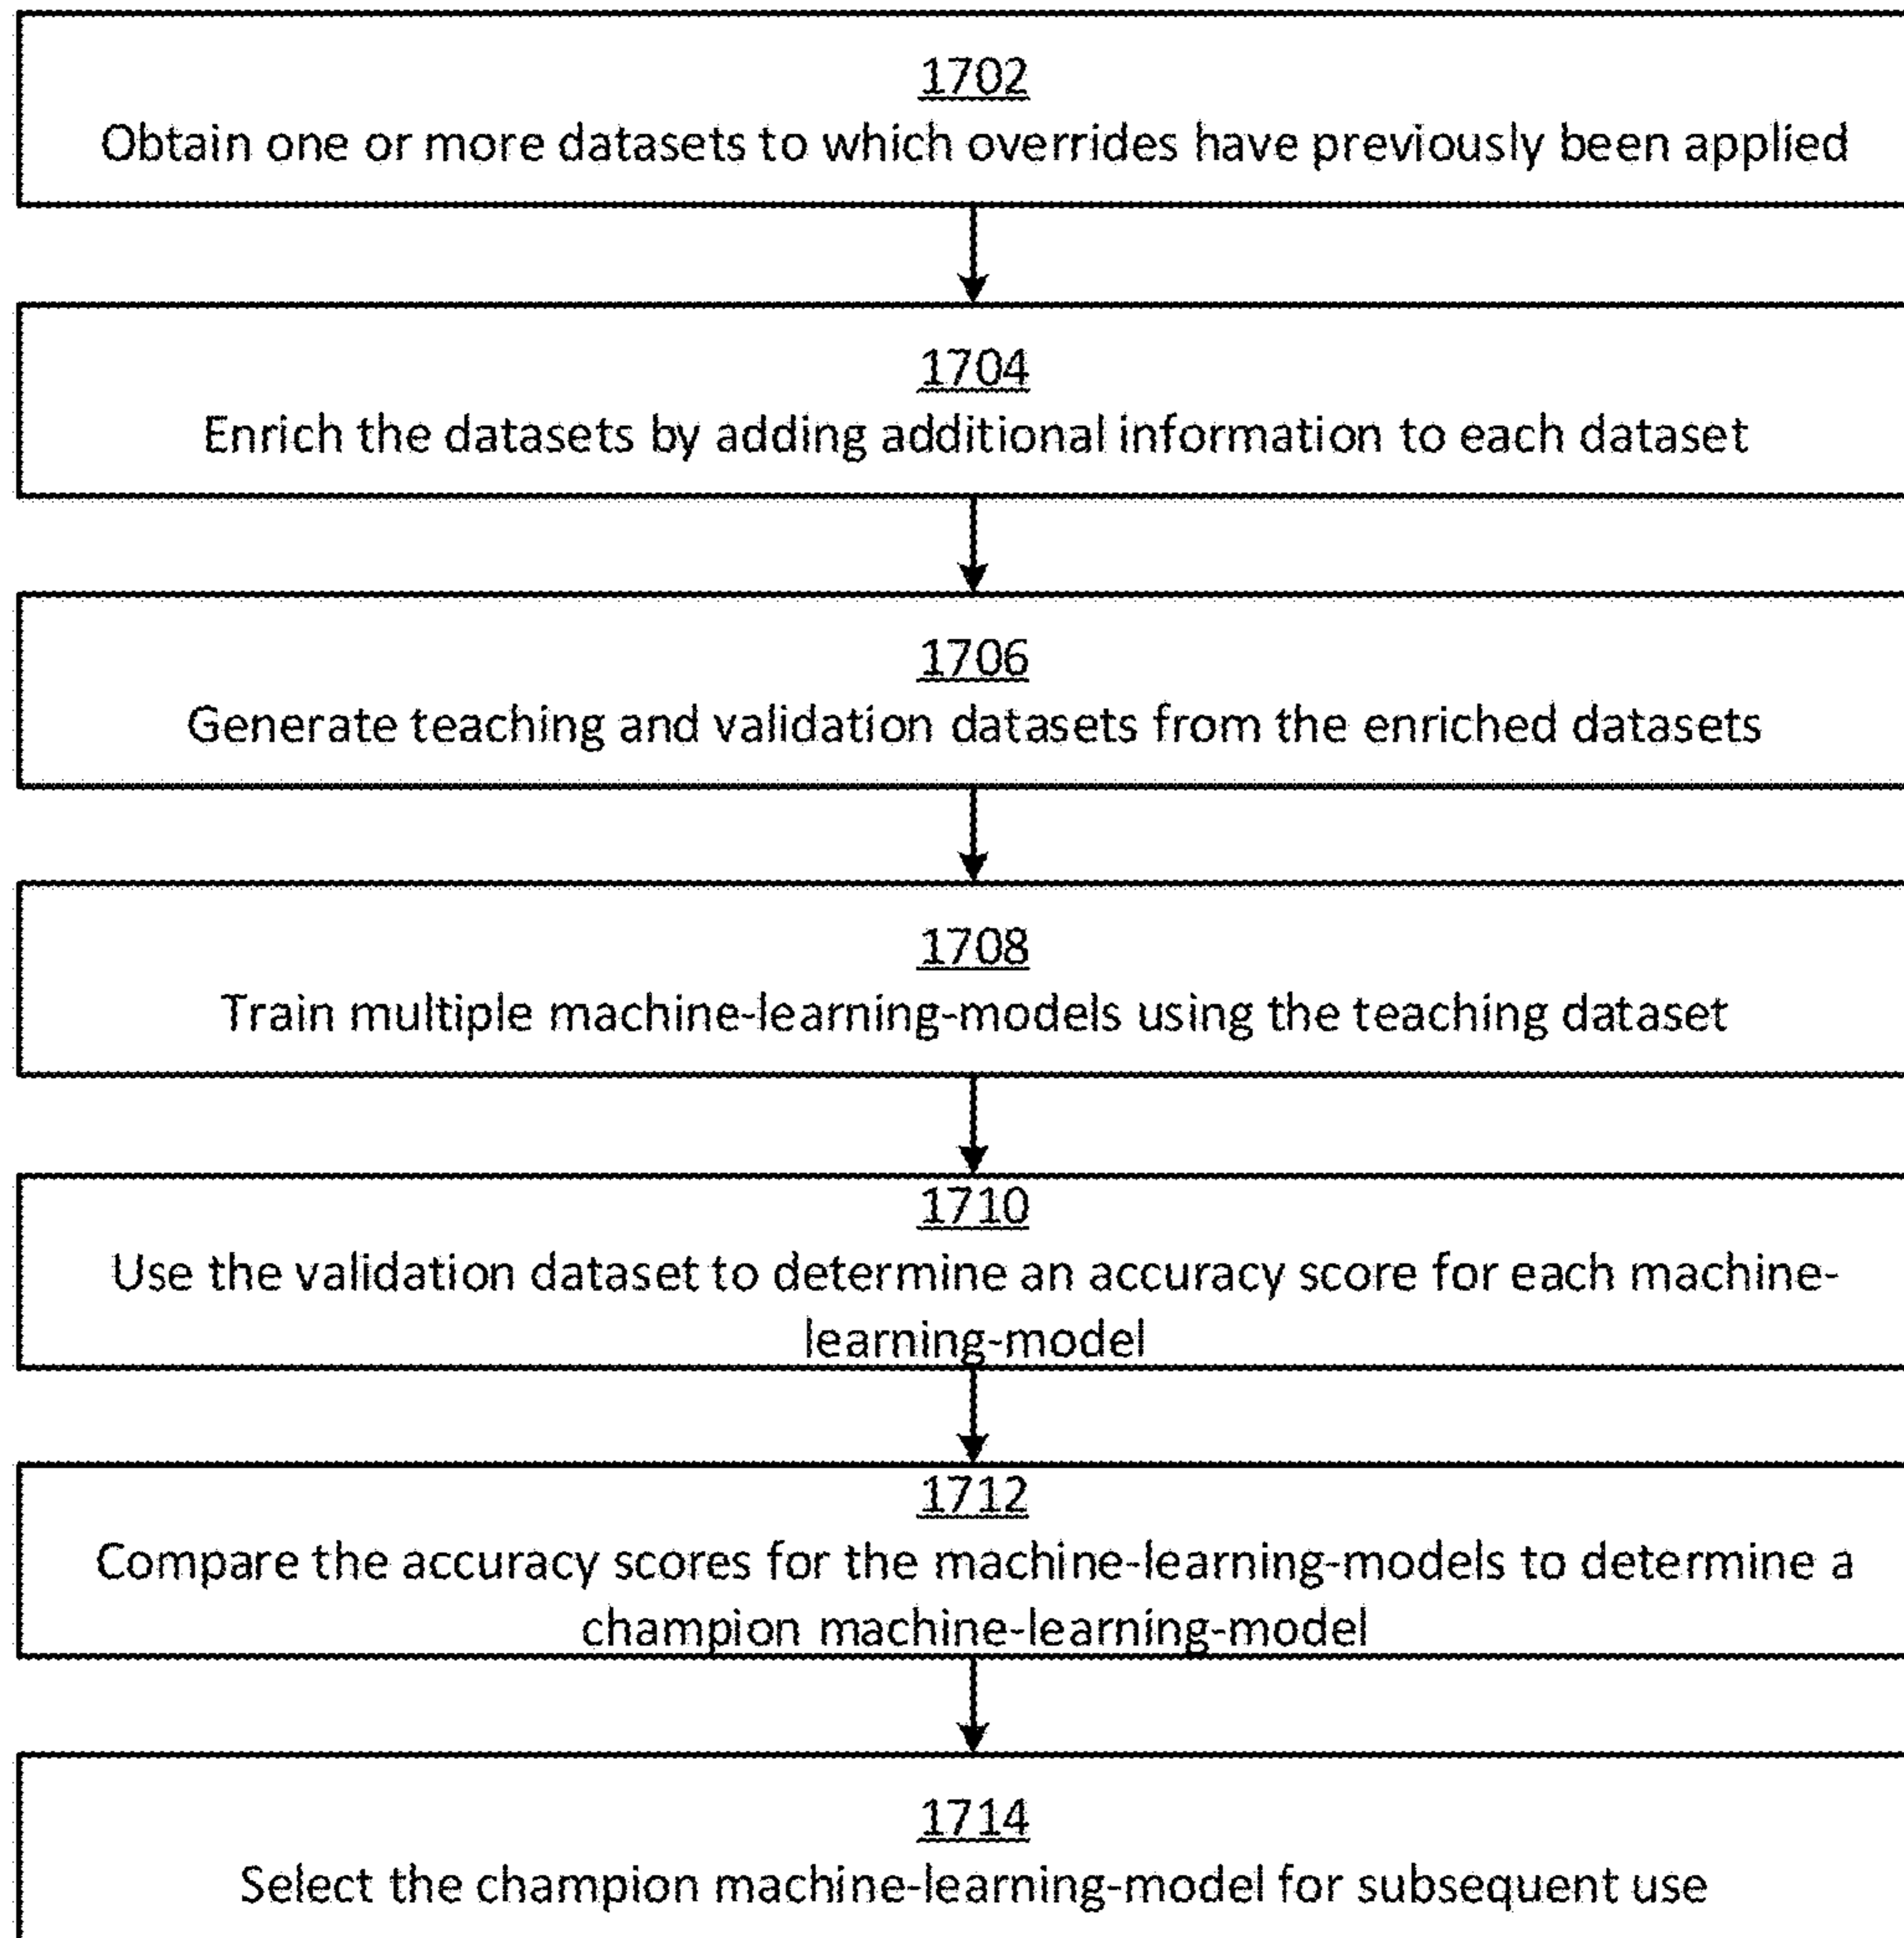 1702
Obtain one or more datasets to which overrides have previously been applied
1704
Enrich the datasets by adding additional information to each dataset
1706
Generate teaching and validation datasets from the enriched datasets
1708
Train multiple machine-learning-models using the teaching dataset
1710
Use the validation dataset to determine an accuracy score for each machine-
learning-model
1712
Compare the accuracy scores for the machine-learning-models to determine a
champion machine-learning-model
1714
Select the champion machine-learning-model for subsequent use